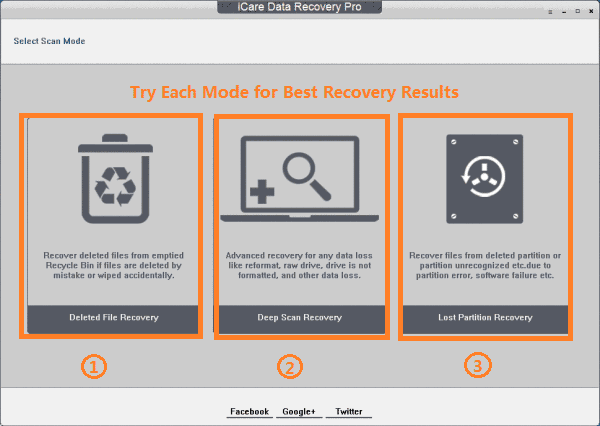 iCare Data Recovery Pro
Select Scan Mode
Try Each Mode for Best Recovery Results
Recover deleted files from emptied
Recycle Bin if files are deleted by
mistake or wiped accidentally.
Deleted File Recovery
1
Advanced recovery for any data loss
like reformat, raw drive, drive is not
formatted, and other data loss.
Deep Scan Recovery
2
Recover files from deleted partition or
partition unrecognized etc.due to
partition error, software failure etc.
Lost Partition Recovery
3
Facebook Google+ Twitter